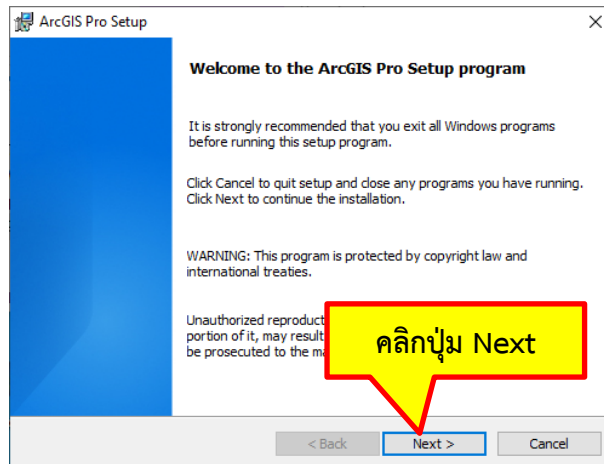 ArcGIS Pro Setup
Welcome to the ArcGIS Pro Setup program
It is strongly recommended that you exit all Windows programs
before running this setup program.
Click Cancel to quit setup and close any programs you have running.
Click Next to continue the installation.
WARNING: This program is protected by copyright law and
international treaties.
Unauthorized
portion of it, may result
be prosecuted to the
คลิกปุ่ม Next
< Back
Next >
Cancel